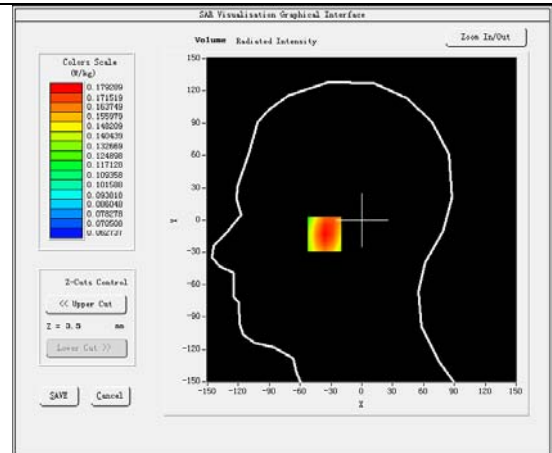 SAR Visualisation Graphical Interface
Volume Radiated Intensity
Zoom In/Out
Colors Scale
(W/kg)
0.179289
0.171519
0.163749
0.155979
0.148209
0.140439
0.132669
0.124898
0.117128
0.109358
0.101588
0.093818
0.086048
0.078278
0.070508
0.062737
150
120
90
60
30
0
-30
-60
-90
-120
-150
Y
-150 -120 -90 -60 -30 0 30 60 90 120 150
X
Z-Cuts Control
<< Upper Cut
Z = 3.5 mm
Lower Cut >>
SAVE Cancel